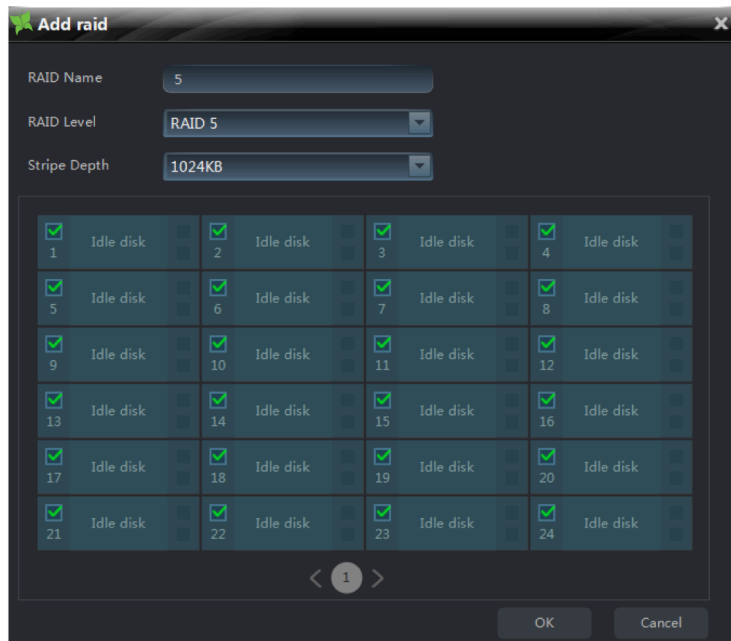 Add raid
RAID Name 5
RAID Level RAID 5
Stripe Depth 1024KB
Idle disk Idle disk Idle disk Idle disk
1 2 3 4
Idle disk Idle disk Idle disk Idle disk
5 6 7 8
Idle disk Idle disk Idle disk Idle disk
9 10 11 12
Idle disk Idle disk Idle disk Idle disk
13 14 15 16
Idle disk Idle disk Idle disk Idle disk
17 18 19 20
Idle disk Idle disk Idle disk Idle disk
21 22 23 24
1
OK Cancel